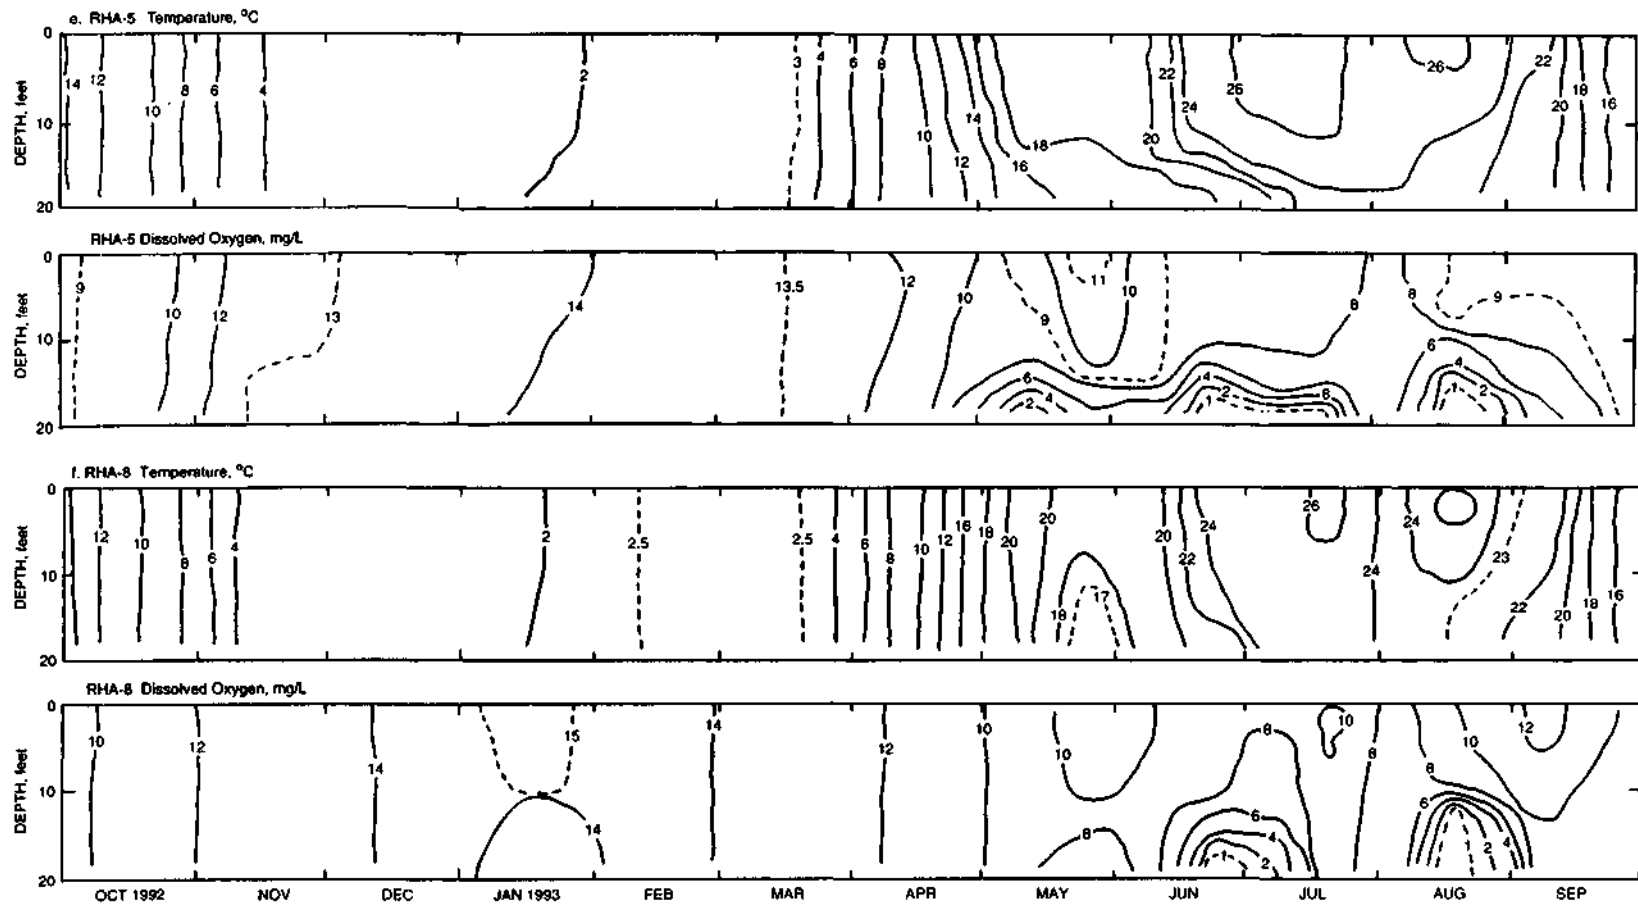 e. RHA-5 Temperature, °C
0
10
20
DEPTH, feet
14 12 10 8 6 4 2 3 4 6 8 10 12 14 16 18 20 22 24 26 26 22 20 18 16
RHA-5 Dissolved Oxygen, mg/L
0
10
20
DEPTH, feet
9 10 12 13 14 13.5 12 10 9 11 10 6 2 4 4 2 1 8 8 8 9 6 4 1 2
f. RHA-8 Temperature, °C
0
10
20
DEPTH, feet
12 10 8 6 4 2 2.5 2.5 4 6 8 10 12 16 18 20 20 18 17 20 22 24 26 24 24 23 22 20 18 16
RHA-8 Dissolved Oxygen, mg/L
0
10
20
DEPTH, feet
10 12 14 15 14 14 12 10 10 8 8 6 4 1 2 10 8 8 6 10 12 2 4
OCT 1992 NOV DEC JAN 1993 FEB MAR APR MAY JUN JUL AUG SEP